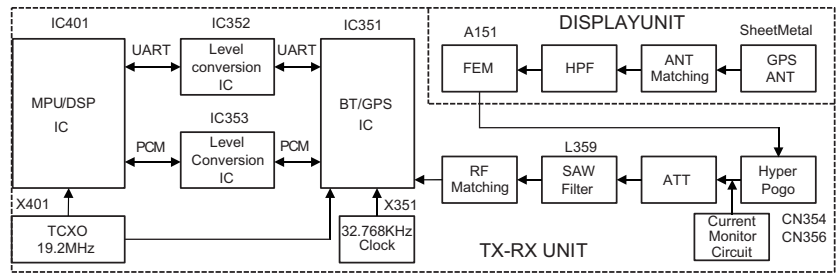 IC401
IC352
IC351
DISPLAYUNIT
A151
SheetMetal
UART
Level
conversion
IC
UART
FEM
HPF
ANT
Matching
GPS
ANT
MPU/DSP
IC
BT/GPS
IC
IC353
PCM
Level
Conversion
IC
PCM
L359
RF
Matching
SAW
Filter
ATT
Hyper
Pogo
X401
X351
TCXO
19.2MHz
32.768KHz
Clock
Current
Monitor
Circuit
CN354
CN356
TX-RX UNIT